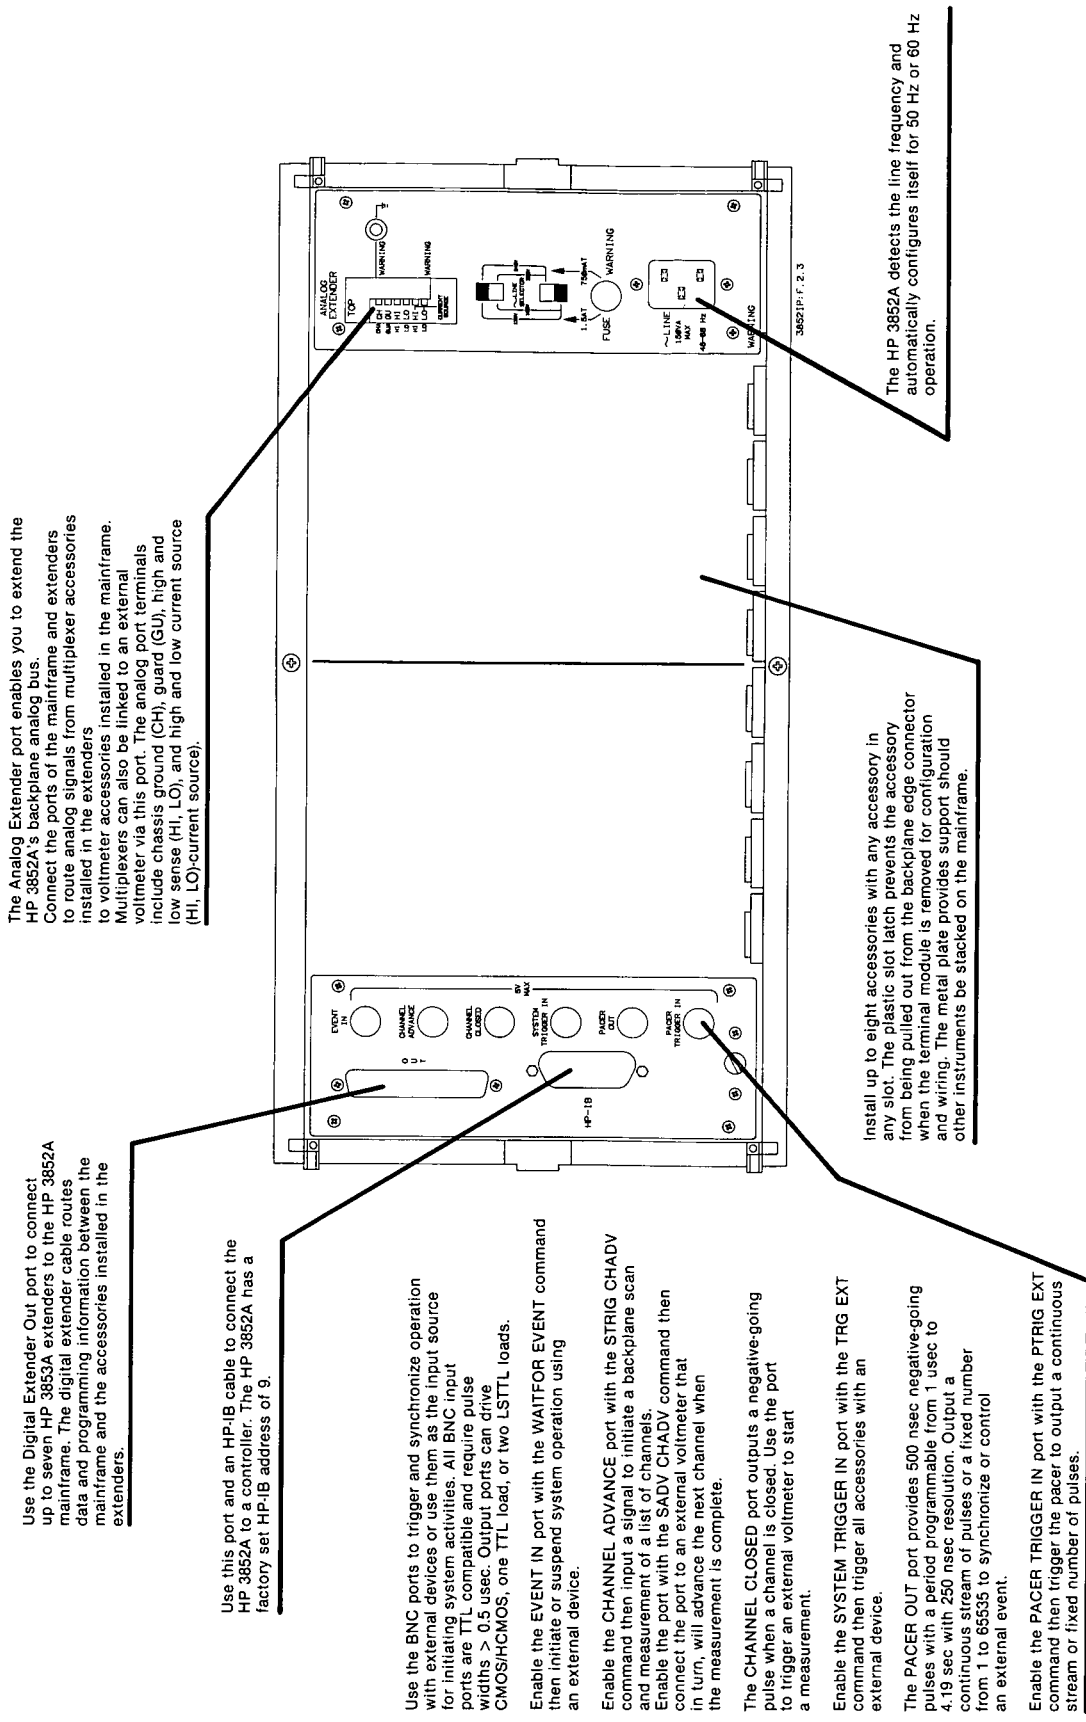 Use the Digital Extender Out port to connect
up to seven HP 3853A extenders to the HP 3852A
mainframe. The digital extender cable routes
data and programming information between the
mainframe and the accessories installed in the
extenders.
Use this port and an HP-IB cable to connect the
HP 3852A to a controller. The HP 3852A has a
factory set HP-IB address of 9.
Use the BNC ports to trigger and synchronize operation
with external devices or use them as the input source
for initiating system activities. All BNC input
ports are TTL compatible and require pulse
widths > 0.5 usec. Output ports can drive
CMOS/HCMOS, one TTL load, or two LSTTL loads.
Enable the EVENT IN port with the WAITFOR EVENT command
then initiate or suspend system operation using
an external device.
Enable the CHANNEL ADVANCE port with the STRIG CHADV
command then input a signal to initiate a backplane scan
and measurement of a list of channels.
Enable the port with the SADV CHADV command then
connect the port to an external voltmeter that
in turn, will advance the next channel when
the measurement is complete.
The CHANNEL CLOSED port outputs a negative-going
pulse when a channel is closed. Use the port
to trigger an external voltmeter to start
a measurement.
Enable the SYSTEM TRIGGER IN port with the TRG EXT
command then trigger all accessories with an
external device.
The PACER OUT port provides 500 nsec negative-going
pulses with a period programmable from 1 usec to
4.19 sec with 250 nsec resolution. Output a
continuous stream of pulses or a fixed number
from 1 to 65535 to synchronize or control
an external event.
Enable the PACER TRIGGER IN port with the PTRIG EXT
command then trigger the pacer to output a continuous
stream or fixed number of pulses.
The Analog Extender port enables you to extend the
HP 3852A's backplane analog bus.
Connect the ports of the mainframe and extenders
to route analog signals from multiplexer accessories
installed in the extenders
to voltmeter accessories installed in the mainframe.
Multiplexers can also be linked to an external
voltmeter via this port. The analog port terminals
include chassis ground (CH), guard (GU), high and
low sense (HI, LO), and high and low current source
(HI, LO)-current source).
OUT
HP-IB
EVENT
IN
CHANNEL
ADVANCE
CHANNEL
CLOSED
SYSTEM
TRIGGER IN
PACER
OUT
PACER
TRIGGER IN
5V
MAX
ANALOG
EXTENDER
TOP
CH
GU
HI
LO
HI
LO
CURRENT
SOURCE
WARNING
WARNING
~LINE
SELECTOR
1.5AT
750mAT
FUSE
WARNING
~LINE
150VA
MAX
48-66 Hz
WARNING
3852IP:F.2.3
Install up to eight accessories with any accessory in
any slot. The plastic slot latch prevents the accessory
from being pulled out from the backplane edge connector
when the terminal module is removed for configuration
and wiring. The metal plate provides support should
other instruments be stacked on the mainframe.
The HP 3852A detects the line frequency and
automatically configures itself for 50 Hz or 60 Hz
operation.